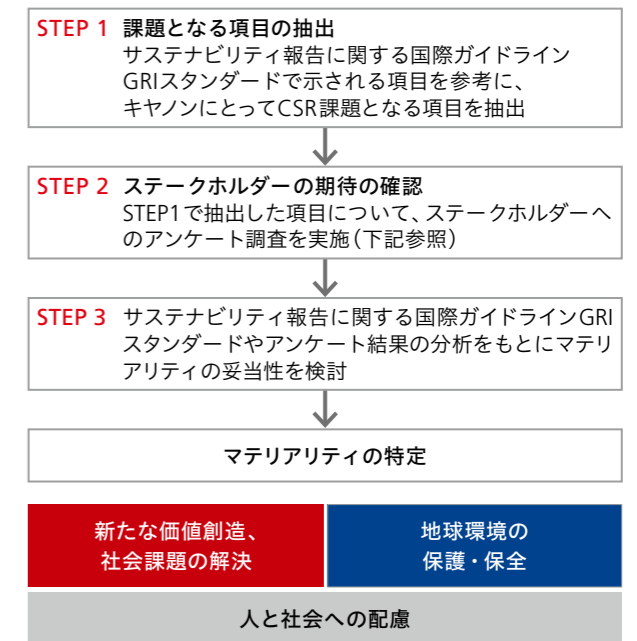 STEP 1 課題となる項目の抽出
サステナビリティ報告に関する国際ガイドライン
GRIスタンダードで示される項目を参考に、
キヤノンにとってCSR課題となる項目を抽出
STEP 2 ステークホルダーの期待の確認
STEP1で抽出した項目について、ステークホルダーへ
のアンケート調査を実施（下記参照）
STEP 3 サステナビリティ報告に関する国際ガイドラインGRI
スタンダードやアンケート結果の分析をもとにマテリ
アリティの妥当性を検討
マテリアリティの特定
新たな価値創造、
社会課題の解決
地球環境の
保護・保全
人と社会への配慮